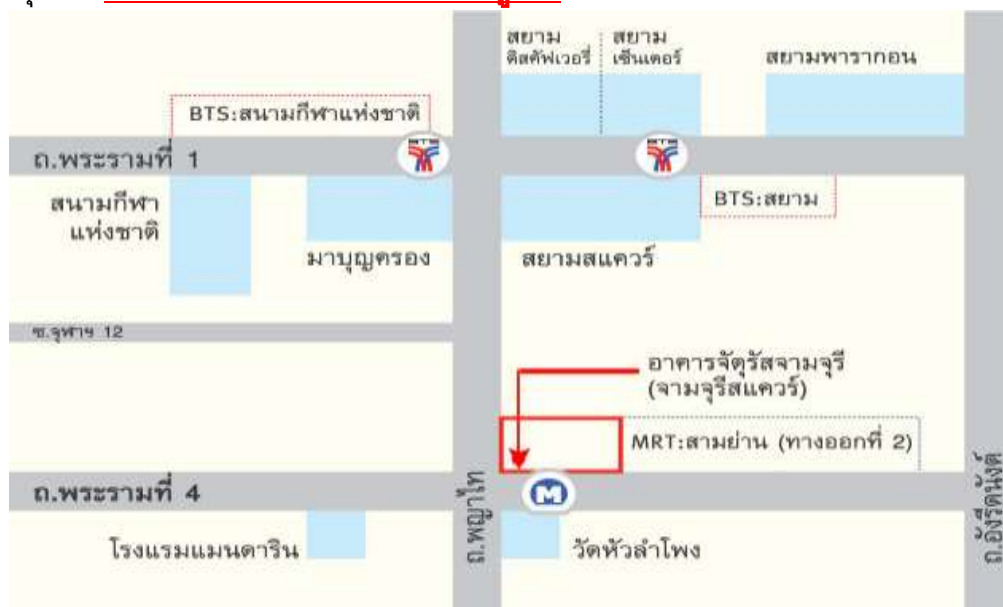 สยาม
ดิสคัฟเวอรี่
สยาม
เซ็นเตอร์
สยามพารากอน
BTS:สนามกีฬาแห่งชาติ
BTS
BTS
ถ.พระรามที่ 1
สนามกีฬา
แห่งชาติ
มาบุญครอง
สยามสแควร์
BTS:สยาม
ซ.จุฬาฯ 12
อาคารจัตุรัสจามจุรี
(จามจุรีสแควร์)
MRT:สามย่าน (ทางออกที่ 2)
ถ.พระรามที่ 4
M
ถ.พญาไท
ถ.อังรีดูนังต์
โรงแรมแมนดาริน
วัดหัวลำโพง